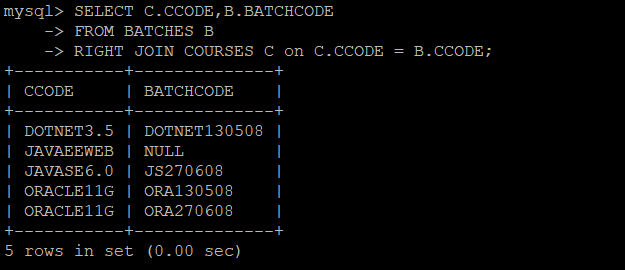 mysql> SELECT C.CCODE,B.BATCHCODE
    -> FROM BATCHES B
    -> RIGHT JOIN COURSES C on C.CCODE = B.CCODE;
+-----------+--------------+
| CCODE     | BATCHCODE    |
+-----------+--------------+
| DOTNET3.5 | DOTNET130508 |
| JAVAEEWEB | NULL         |
| JAVASE6.0 | JS270608     |
| ORACLE11G | ORA130508    |
| ORACLE11G | ORA270608    |
+-----------+--------------+
5 rows in set (0.00 sec)